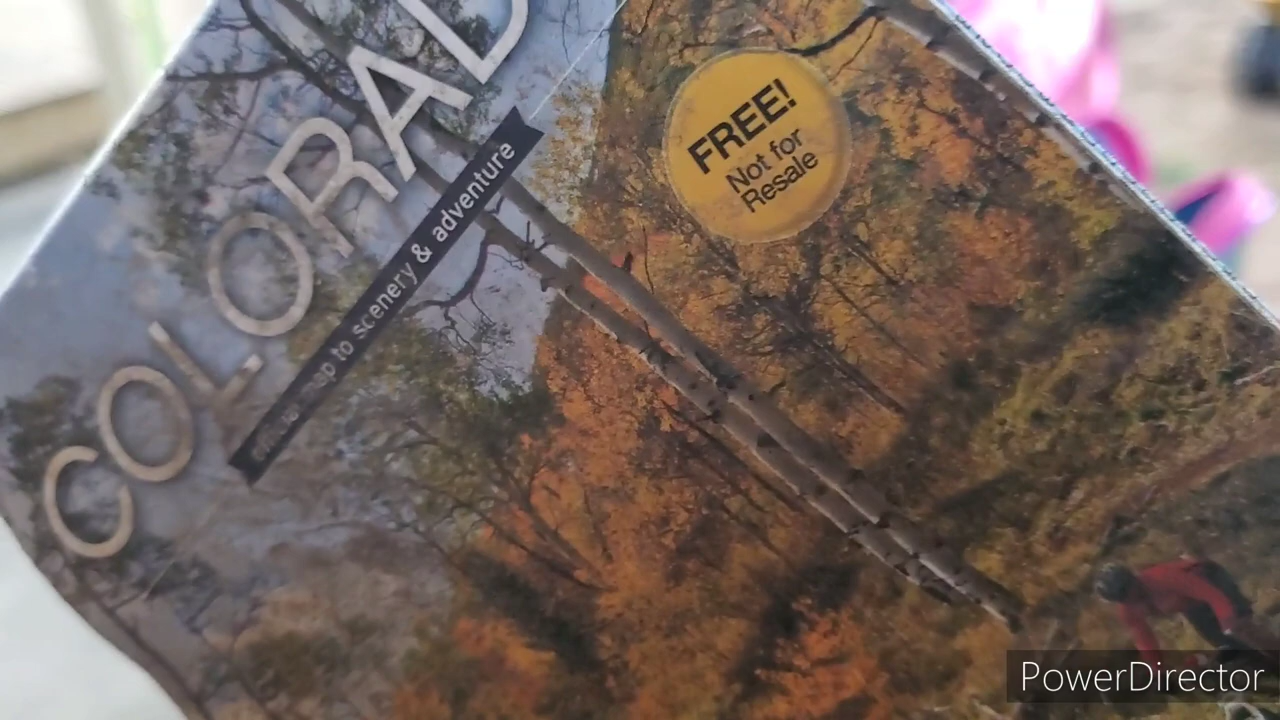 COLORAD
map to scenery & adventure
FREE!
Not for
Resale
PowerDirector